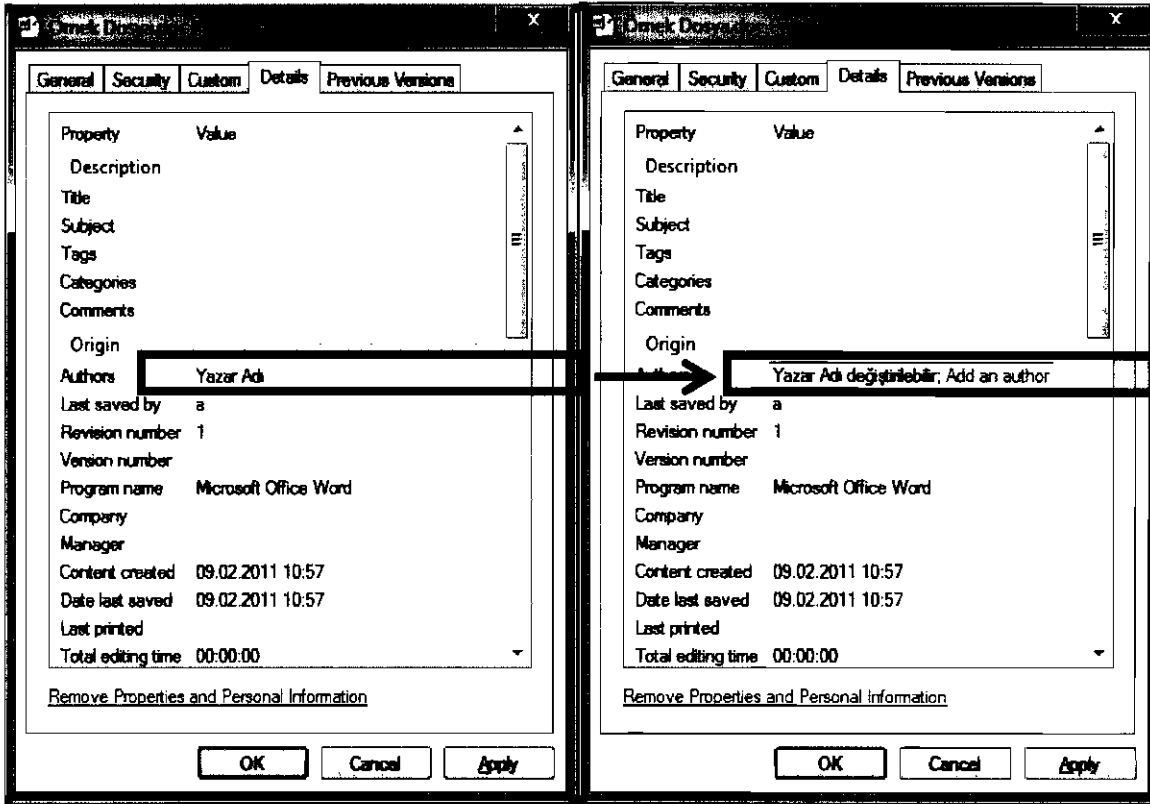 Örnek
General Security Custom Details Previous Versions
Property Value
Description
Title
Subject
Tags
Categories
Comments
Origin
Authors Yazar Adı
Last saved by a
Revision number 1
Version number
Program name Microsoft Office Word
Company
Manager
Content created 09.02.2011 10:57
Date last saved 09.02.2011 10:57
Last printed
Total editing time 00:00:00
Remove Properties and Personal Information
OK Cancel Apply
Örnek
General Security Custom Details Previous Versions
Property Value
Description
Title
Subject
Tags
Categories
Comments
Origin
Authors Yazar Adı değiştirilebilir; Add an author
Last saved by a
Revision number 1
Version number
Program name Microsoft Office Word
Company
Manager
Content created 09.02.2011 10:57
Date last saved 09.02.2011 10:57
Last printed
Total editing time 00:00:00
Remove Properties and Personal Information
OK Cancel Apply